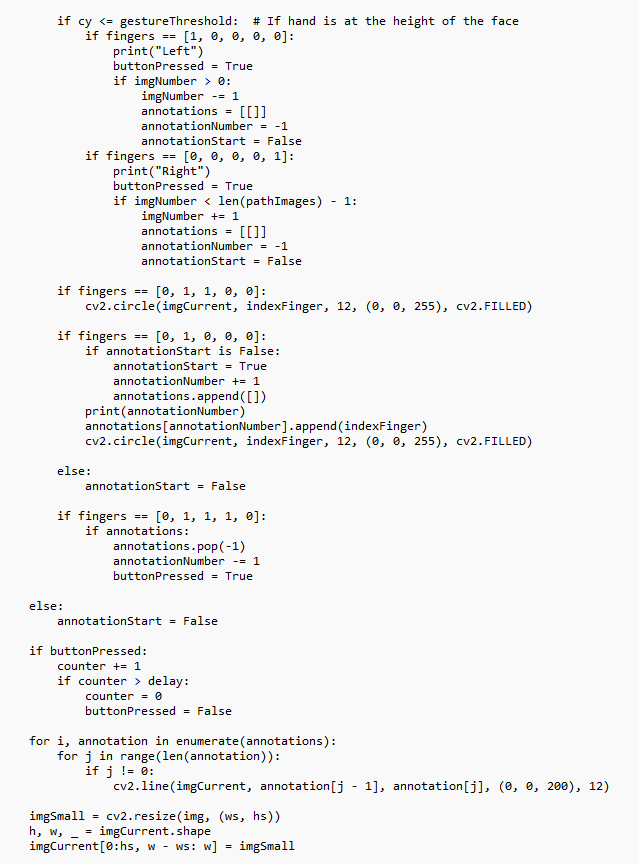 if cy <= gestureThreshold:  # If hand is at the height of the face
if fingers == [1, 0, 0, 0, 0]:
print("Left")
buttonPressed = True
if imgNumber > 0:
imgNumber -= 1
annotations = [[]]
annotationNumber = -1
annotationStart = False
if fingers == [0, 0, 0, 0, 1]:
print("Right")
buttonPressed = True
if imgNumber < len(pathImages) - 1:
imgNumber += 1
annotations = [[]]
annotationNumber = -1
annotationStart = False
if fingers == [0, 1, 1, 0, 0]:
cv2.circle(imgCurrent, indexFinger, 12, (0, 0, 255), cv2.FILLED)
if fingers == [0, 1, 0, 0, 0]:
if annotationStart is False:
annotationStart = True
annotationNumber += 1
annotations.append([])
print(annotationNumber)
annotations[annotationNumber].append(indexFinger)
cv2.circle(imgCurrent, indexFinger, 12, (0, 0, 255), cv2.FILLED)
else:
annotationStart = False
if fingers == [0, 1, 1, 1, 0]:
if annotations:
annotations.pop(-1)
annotationNumber -= 1
buttonPressed = True
else:
annotationStart = False
if buttonPressed:
counter += 1
if counter > delay:
counter = 0
buttonPressed = False
for i, annotation in enumerate(annotations):
for j in range(len(annotation)):
if j != 0:
cv2.line(imgCurrent, annotation[j - 1], annotation[j], (0, 0, 200), 12)
imgSmall = cv2.resize(img, (ws, hs))
h, w, _ = imgCurrent.shape
imgCurrent[0:hs, w - ws: w] = imgSmall